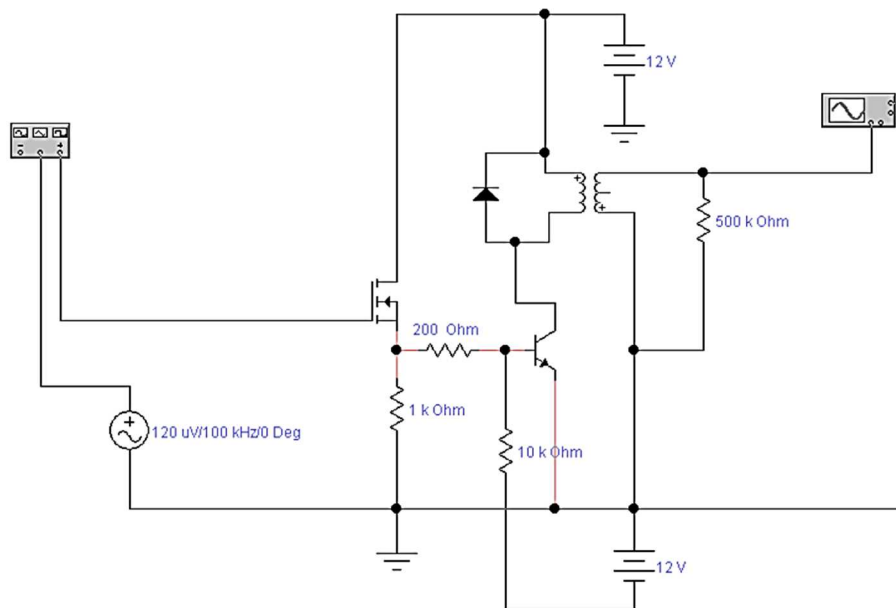 12 V
500 k Ohm
200 Ohm
1 k Ohm
120 uV/100 kHz/0 Deg
10 k Ohm
12 V